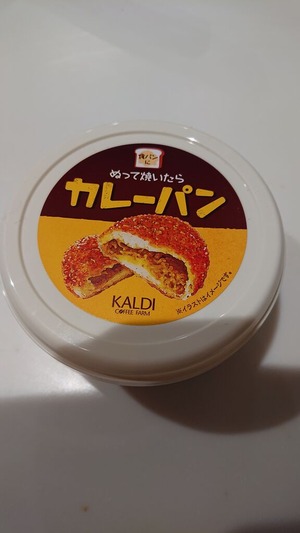 食パン
に
ぬって焼いたら
カレーパン
KALDI
COFFEE FARM
※イラストはイメージです。